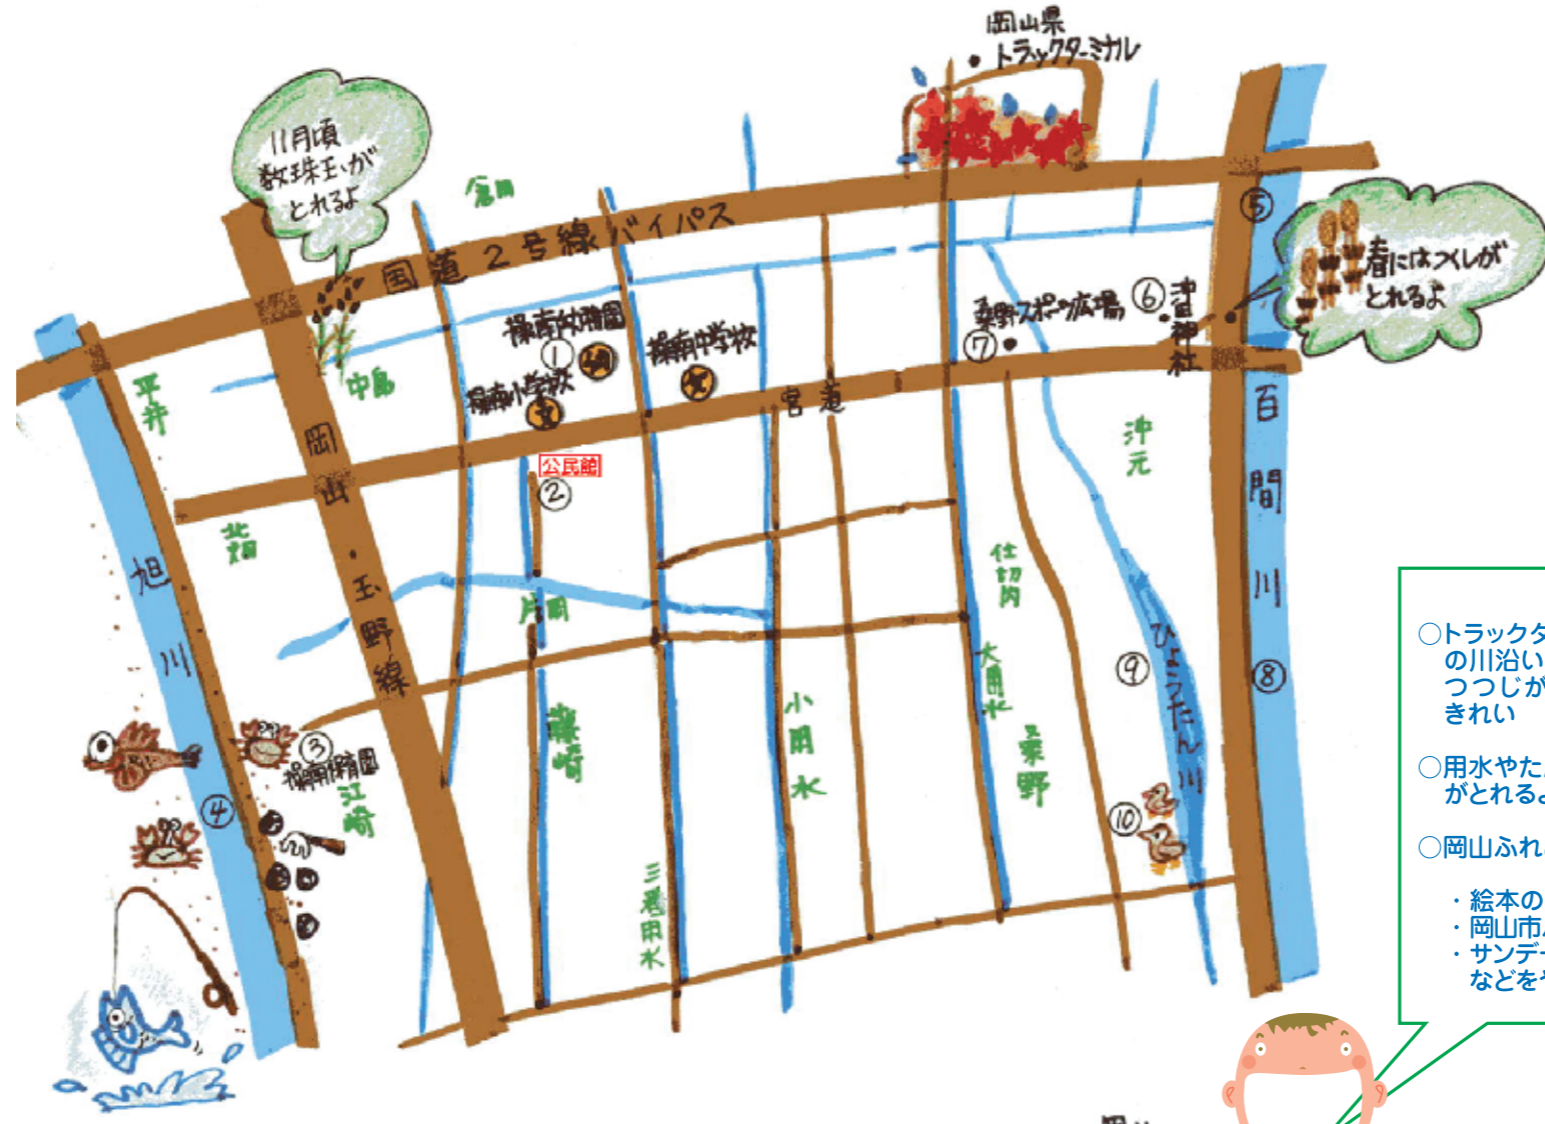 岡山県
トラックターミナル
11月頃
数珠玉が
とれるよ
倉田
国道2号線バイパス
⑤
春にはつくしが
とれるよ
操南幼稚園
①
操南中学校
操南小学校
桑野スポーツ広場
⑥
沖田神社
⑦
平井
中島
宮道
岡山・玉野線
公民館
②
沖元
百間川
北畑
旭川
片岡
仕切内
大用水
⑨
ひょうたん川
⑧
藤崎
小用水
桑野
③
操南保育園
江崎
④
⑩
三番用水
○トラックタ
の川沿い
つつじが
きれい
○用水やた
がとれるよ
○岡山ふれ
・絵本の
・岡山市
・サンデー
などをや